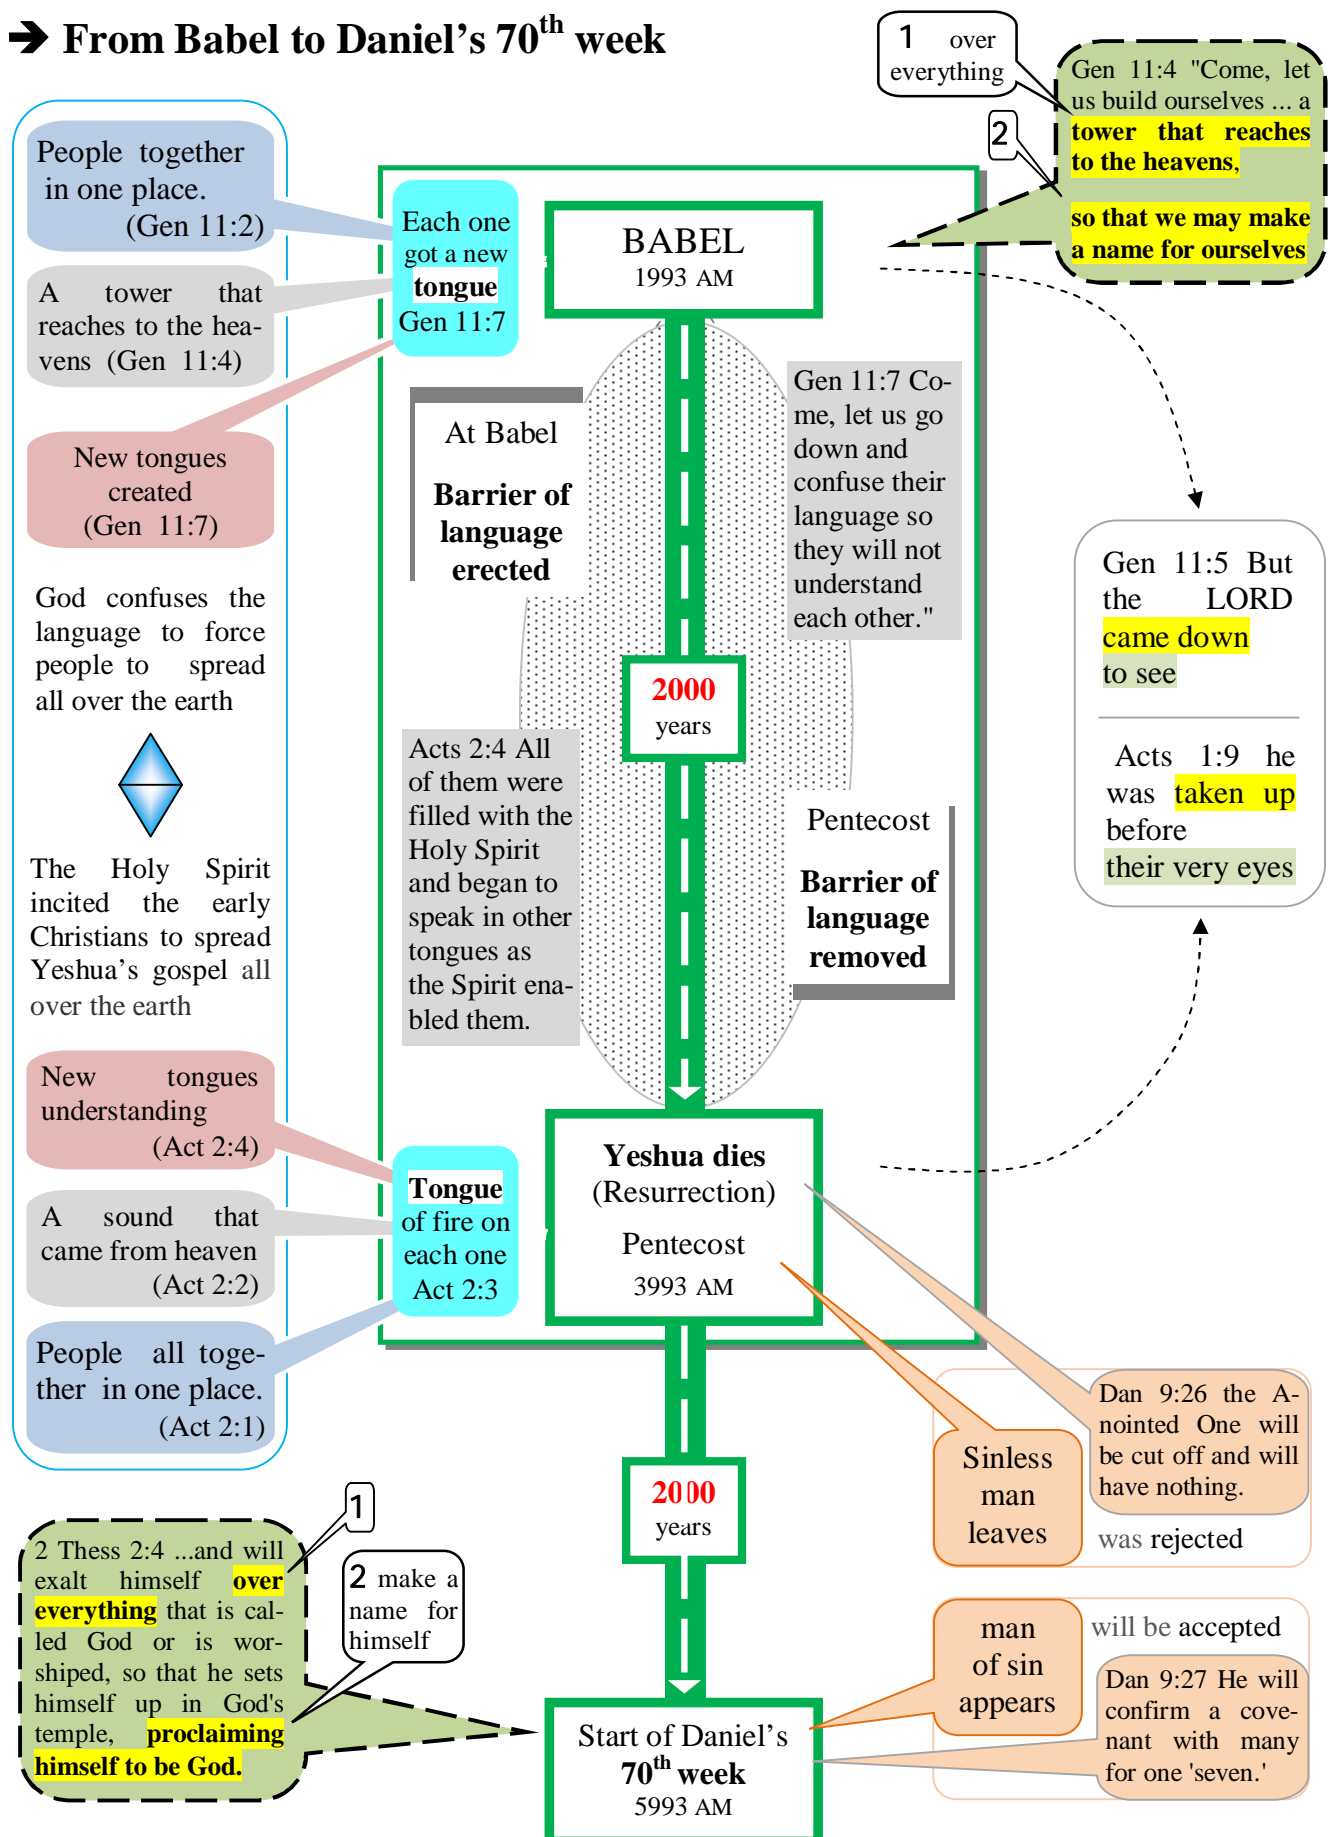 ➔ From Babel to Daniel’s 70th week
1 over
everything
Gen 11:4 "Come, let
us build ourselves ... a
tower that reaches
to the heavens,
so that we may make
a name for ourselves
2
People together
in one place.
(Gen 11:2)
A tower that
reaches to the hea-
vens (Gen 11:4)
New tongues
created
(Gen 11:7)
God confuses the
language to force
people to spread
all over the earth
The Holy Spirit
incited the early
Christians to spread
Yeshua’s gospel all
over the earth
New tongues
understanding
(Act 2:4)
A sound that
came from heaven
(Act 2:2)
People all toge-
ther in one place.
(Act 2:1)
Each one
got a new
tongue
Gen 11:7
BABEL
1993 AM
At Babel
Barrier of
language
erected
Gen 11:7 Co-
me, let us go
down and
confuse their
language so
they will not
understand
each other."
2000
years
Acts 2:4 All
of them were
filled with the
Holy Spirit
and began to
speak in other
tongues as
the Spirit ena-
bled them.
Pentecost
Barrier of
language
removed
Gen 11:5 But
the LORD
came down
to see
Acts 1:9 he
was taken up
before
their very eyes
Tongue
of fire on
each one
Act 2:3
Yeshua dies
(Resurrection)
Pentecost
3993 AM
Dan 9:26 the A-
nointed One will
be cut off and will
have nothing.
was rejected
Sinless
man
leaves
2000
years
1
2 Thess 2:4 ...and will
exalt himself over
everything that is cal-
led God or is wor-
shiped, so that he sets
himself up in God's
temple, proclaiming
himself to be God.
2 make a
name for
himself
man
of sin
appears
will be accepted
Dan 9:27 He will
confirm a cove-
nant with many
for one 'seven.'
Start of Daniel’s
70th week
5993 AM